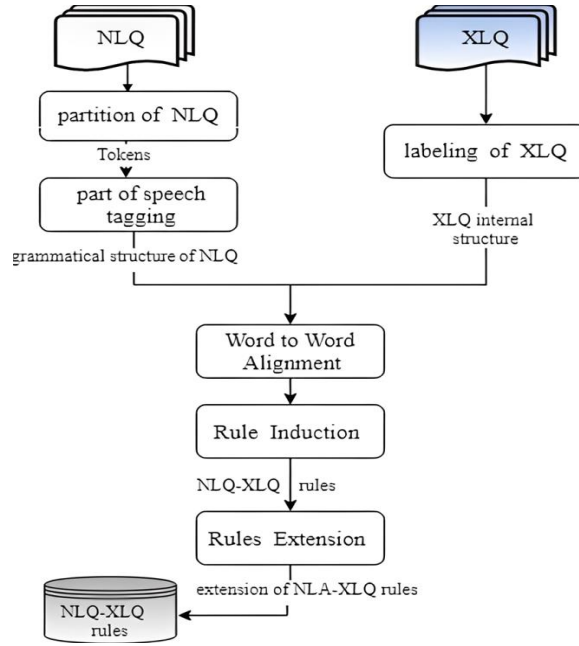 NLQ
XLQ
partition of NLQ
labeling of XLQ
Tokens
part of speech
tagging
XLQ internal
structure
grammatical structure of NLQ
Word to Word
Alignment
Rule Induction
NLQ-XLQ rules
Rules Extension
extension of NLA-XLQ rules
NLQ-XLQ
rules